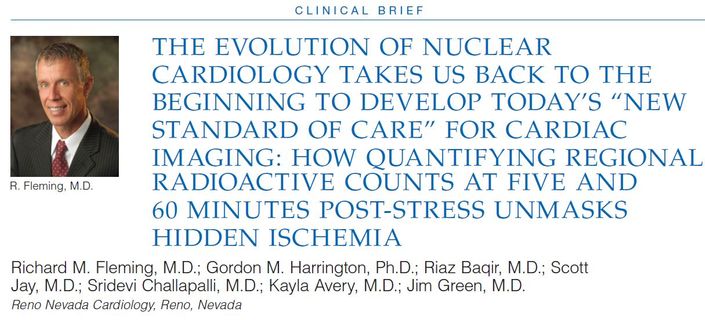 CLINICAL BRIEF
R. Fleming, M.D.
THE EVOLUTION OF NUCLEAR
CARDIOLOGY TAKES US BACK TO THE
BEGINNING TO DEVELOP TODAY’S “NEW
STANDARD OF CARE” FOR CARDIAC
IMAGING: HOW QUANTIFYING REGIONAL
RADIOACTIVE COUNTS AT FIVE AND
60 MINUTES POST-STRESS UNMASKS
HIDDEN ISCHEMIA
Richard M. Fleming, M.D.; Gordon M. Harrington, Ph.D.; Riaz Baqir, M.D.; Scott
Jay, M.D.; Sridevi Challapalli, M.D.; Kayla Avery, M.D.; Jim Green, M.D.
Reno Nevada Cardiology, Reno, Nevada